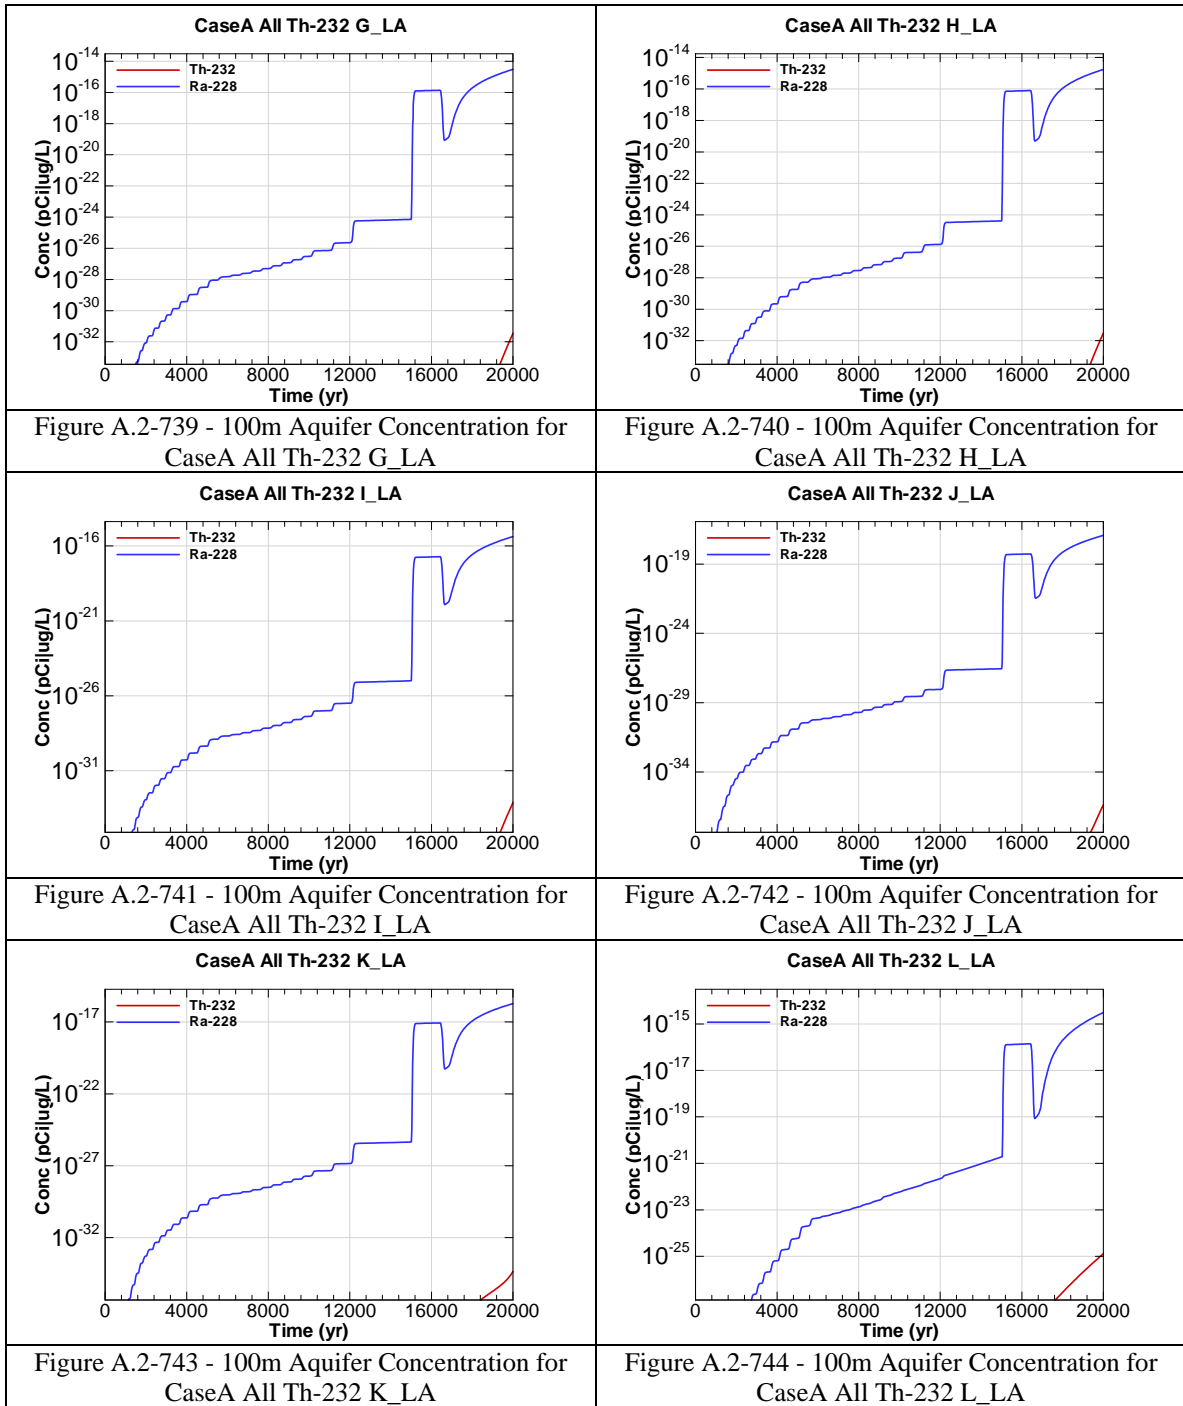 CaseA All Th-232 G_LA
Th-232
Ra-228
Conc (pCi|ug/L)
10-14
10-16
10-18
10-20
10-22
10-24
10-26
10-28
10-30
10-32
0 4000 8000 12000 16000 20000
Time (yr)
Figure A.2-739 - 100m Aquifer Concentration for
CaseA All Th-232 G_LA
CaseA All Th-232 H_LA
Th-232
Ra-228
Conc (pCi|ug/L)
10-14
10-16
10-18
10-20
10-22
10-24
10-26
10-28
10-30
10-32
0 4000 8000 12000 16000 20000
Time (yr)
Figure A.2-740 - 100m Aquifer Concentration for
CaseA All Th-232 H_LA
CaseA All Th-232 I_LA
Th-232
Ra-228
Conc (pCi|ug/L)
10-16
10-21
10-26
10-31
0 4000 8000 12000 16000 20000
Time (yr)
Figure A.2-741 - 100m Aquifer Concentration for
CaseA All Th-232 I_LA
CaseA All Th-232 J_LA
Th-232
Ra-228
Conc (pCi|ug/L)
10-19
10-24
10-29
10-34
0 4000 8000 12000 16000 20000
Time (yr)
Figure A.2-742 - 100m Aquifer Concentration for
CaseA All Th-232 J_LA
CaseA All Th-232 K_LA
Th-232
Ra-228
Conc (pCi|ug/L)
10-17
10-22
10-27
10-32
0 4000 8000 12000 16000 20000
Time (yr)
Figure A.2-743 - 100m Aquifer Concentration for
CaseA All Th-232 K_LA
CaseA All Th-232 L_LA
Th-232
Ra-228
Conc (pCi|ug/L)
10-15
10-17
10-19
10-21
10-23
10-25
0 4000 8000 12000 16000 20000
Time (yr)
Figure A.2-744 - 100m Aquifer Concentration for
CaseA All Th-232 L_LA